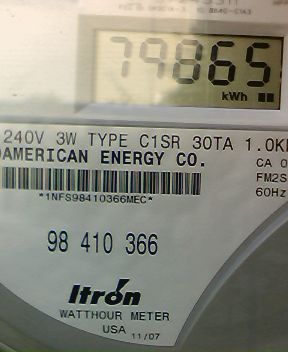 79865
kWh
240V 3W TYPE C1SR 30TA 1.0K
AMERICAN ENERGY CO.
CA 0
FM2S
60Hz
*1NFS98410366MEC*
98 410 366
Itron
WATTHOUR METER
USA 11/07